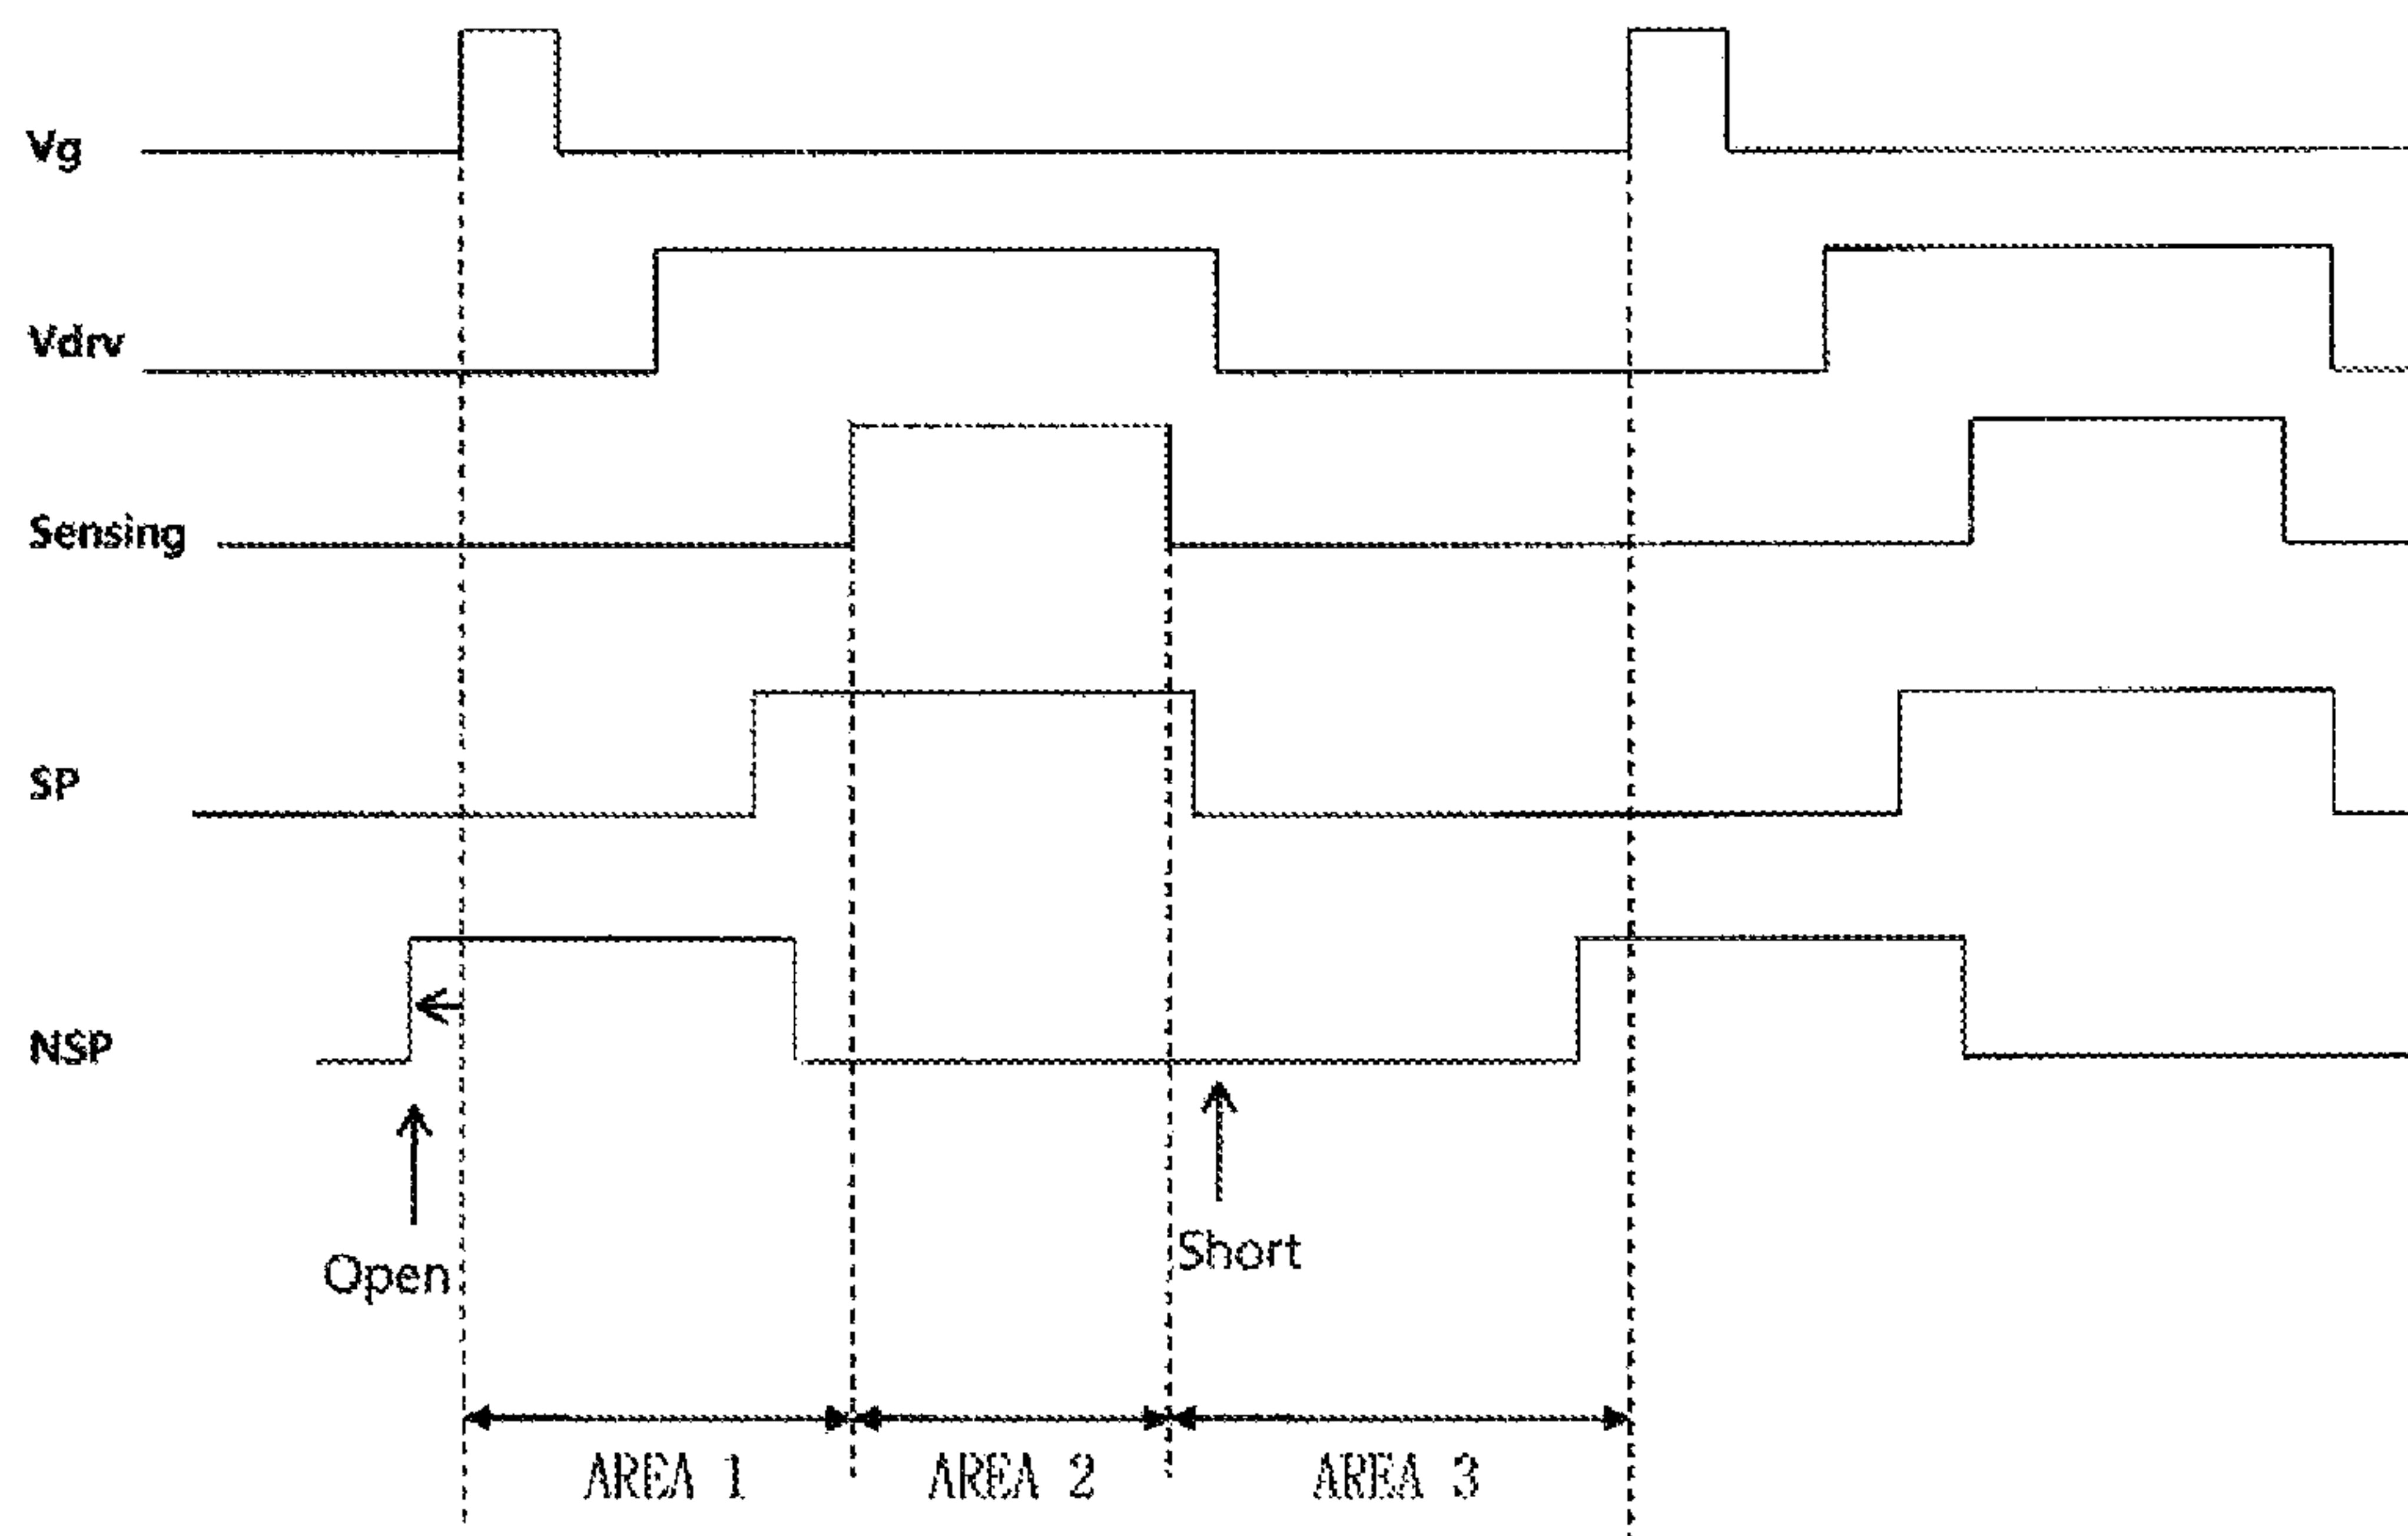 Vg
Vdrv
Sensing
SP
NSP
Open
Short
AREA 1
AREA 2
AREA 3